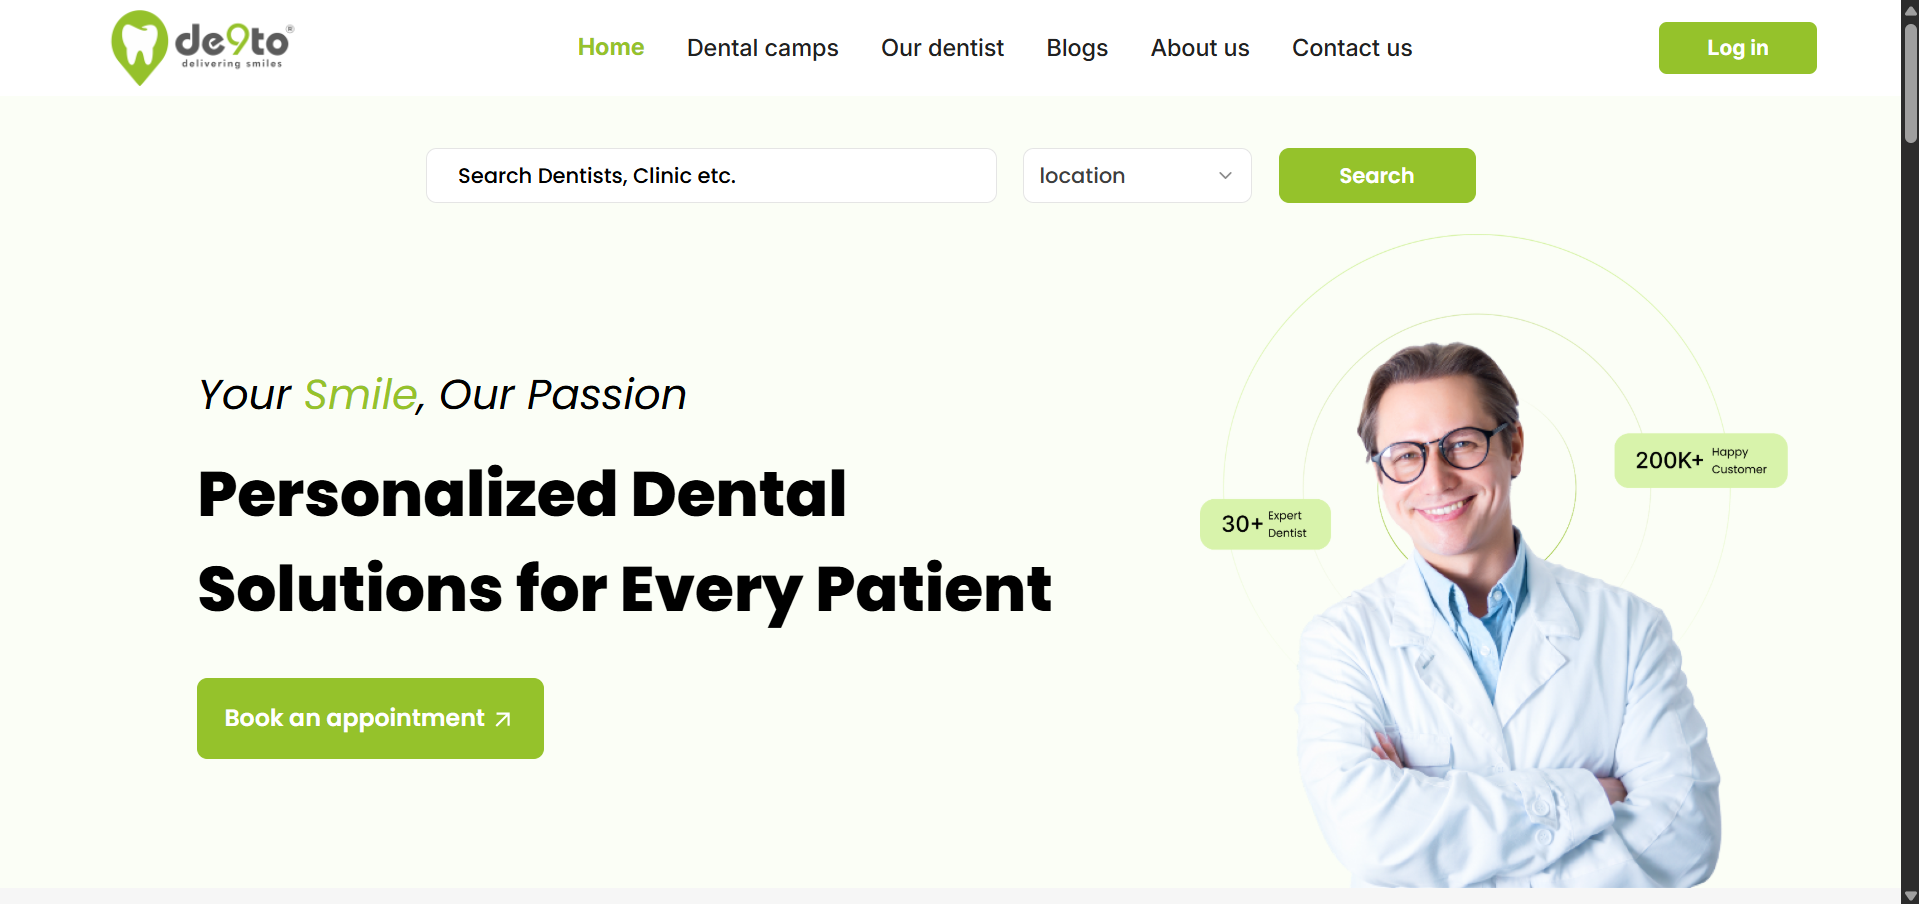 de9to®
delivering smiles
Home
Dental camps
Our dentist
Blogs
About us
Contact us
Log in
Search Dentists, Clinic etc.
location
Search
Your Smile, Our Passion
Personalized Dental
Solutions for Every Patient
Book an appointment
200K+ Happy
Customer
30+ Expert
Dentist